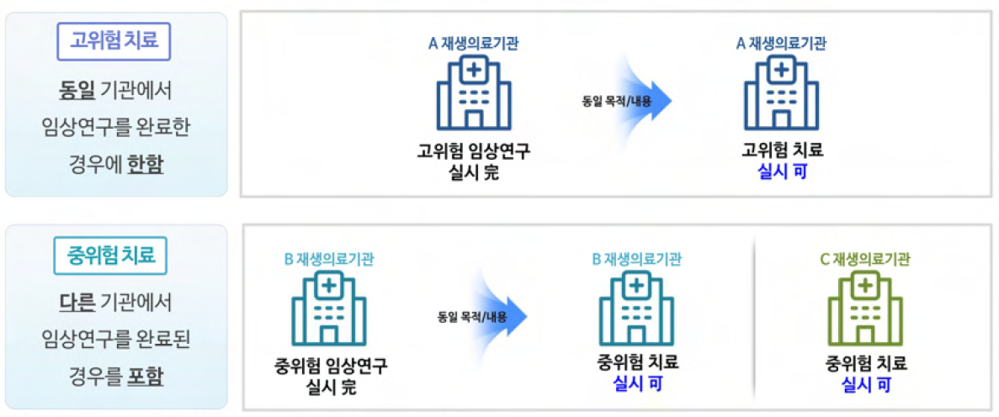 고위험 치료
동일 기관에서
임상연구를 완료한
경우에 한함
A 재생의료기관
고위험 임상연구
실시 完
동일 목적/내용
A 재생의료기관
고위험 치료
실시 可
중위험 치료
다른 기관에서
임상연구를 완료된
경우를 포함
B 재생의료기관
중위험 임상연구
실시 完
동일 목적/내용
B 재생의료기관
중위험 치료
실시 可
C 재생의료기관
중위험 치료
실시 可